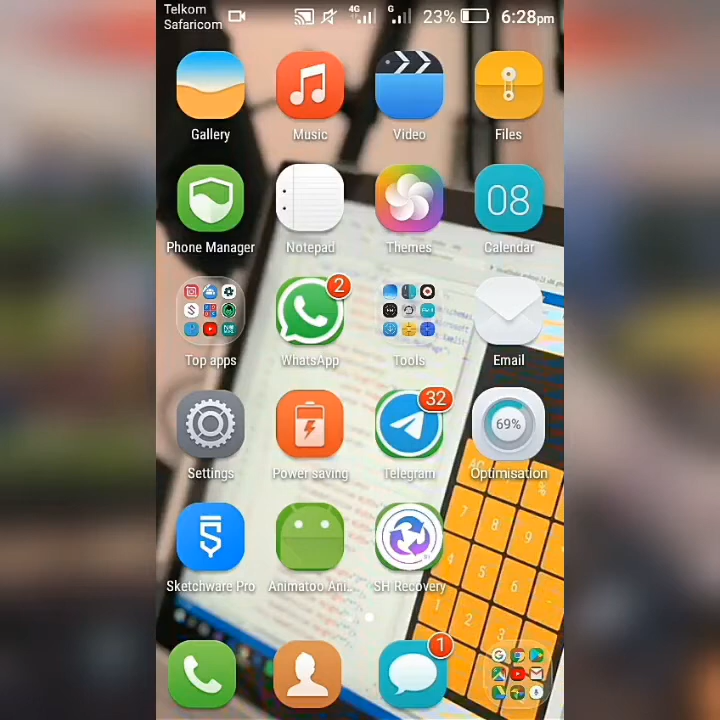 Telkom
Safaricom
4G G 23% 6:28pm
Gallery Music Video Files
08
Phone Manager Notepad Themes Calendar
2
Top apps WhatsApp Tools Email
32
69%
Settings Power saving Telegram Optimisation
Sketchware Pro Animatoo Ani.. SH Recovery
1